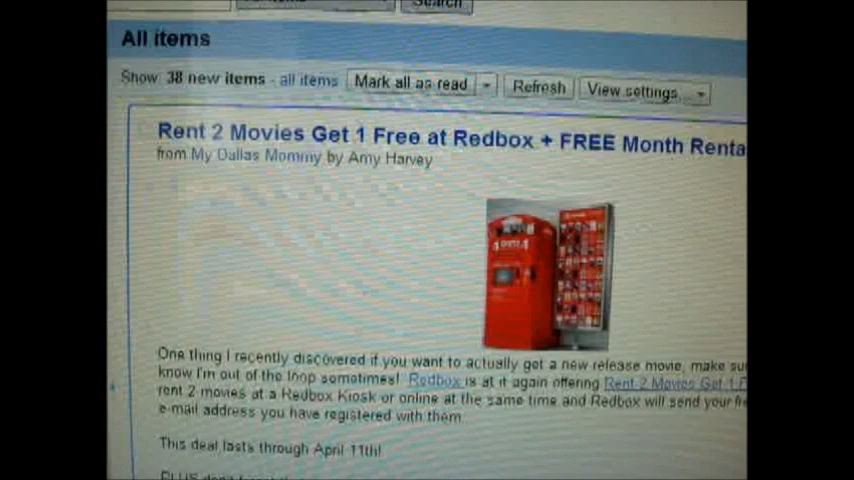 Search
All items
Show: 38 new items - all items Mark all as read Refresh View settings...
Rent 2 Movies Get 1 Free at Redbox + FREE Month Renta
from My Dallas Mommy by Amy Harvey
One thing I recently discovered if you want to actually get a new release movie, make su
know I'm out of the loop sometimes! Redbox is at it again offering Rent 2 Movies Get 1 F
rent 2 movies at a Redbox Kiosk or online at the same time and Redbox will send your fr
e-mail address you have registered with them.
This deal lasts through April 11th!
PLUS